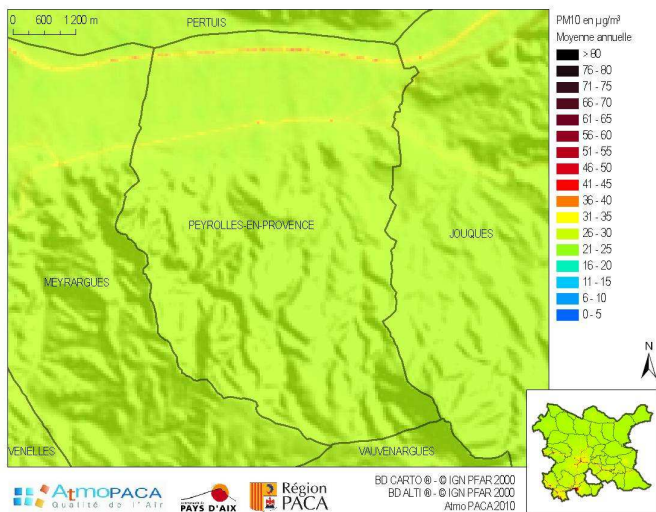 PERTUIS
0 600 1 200 m
PEYROLLES-EN-PROVENCE
JOUQUES
MEYRARGUES
VENELLES
VAUVENARGUES
PM10 en µg/m³
Moyenne annuelle
> 80
76 - 80
71 - 75
66 - 70
61 - 65
56 - 60
51 - 55
46 - 50
41 - 45
36 - 40
31 - 35
26 - 30
21 - 25
16 - 20
11 - 15
6 - 10
0 - 5
N
AtmoPACA
Qualité de l'Air
PAYS D'AIX
Région
PACA
BD CARTO ® - © IGN PFAR 2000
BD ALTI ® - © IGN PFAR 2000
Atmo PACA 2010